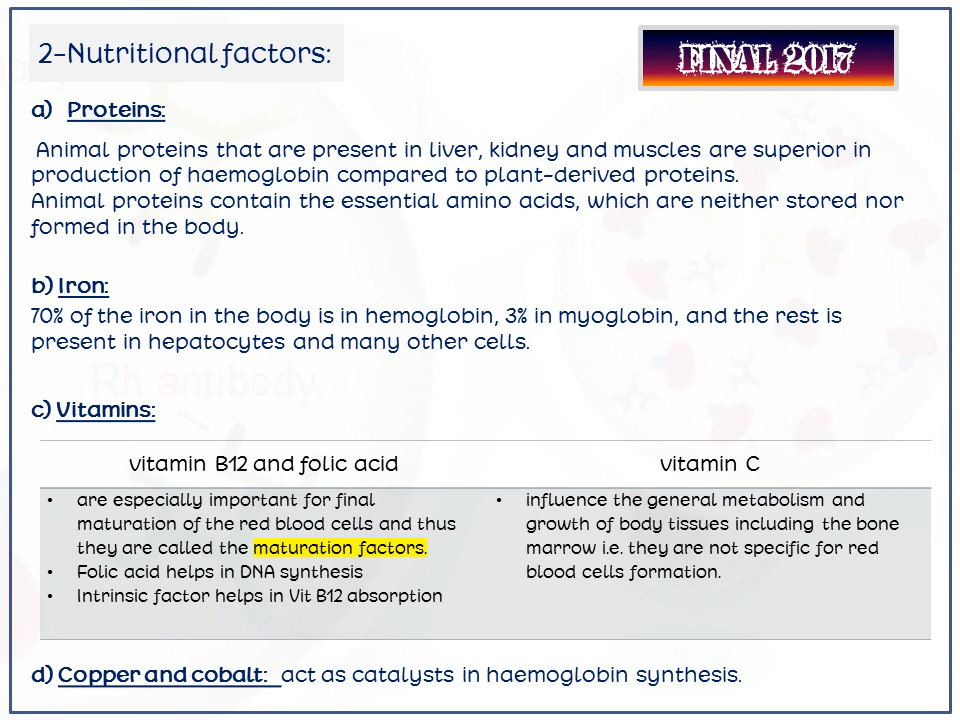 2-Nutritional factors:
FINAL 2017
a) Proteins:
Animal proteins that are present in liver, kidney and muscles are superior in
production of haemoglobin compared to plant-derived proteins.
Animal proteins contain the essential amino acids, which are neither stored nor
formed in the body.
b) Iron:
70% of the iron in the body is in hemoglobin, 3% in myoglobin, and the rest is
present in hepatocytes and many other cells.
Rh antibody
c) Vitamins:
vitamin B12 and folic acid
• are especially important for final
maturation of the red blood cells and thus
they are called the maturation factors.
• Folic acid helps in DNA synthesis
• Intrinsic factor helps in Vit B12 absorption
vitamin C
• influence the general metabolism and
growth of body tissues including the bone
marrow i.e. they are not specific for red
blood cells formation.
d) Copper and cobalt: act as catalysts in haemoglobin synthesis.